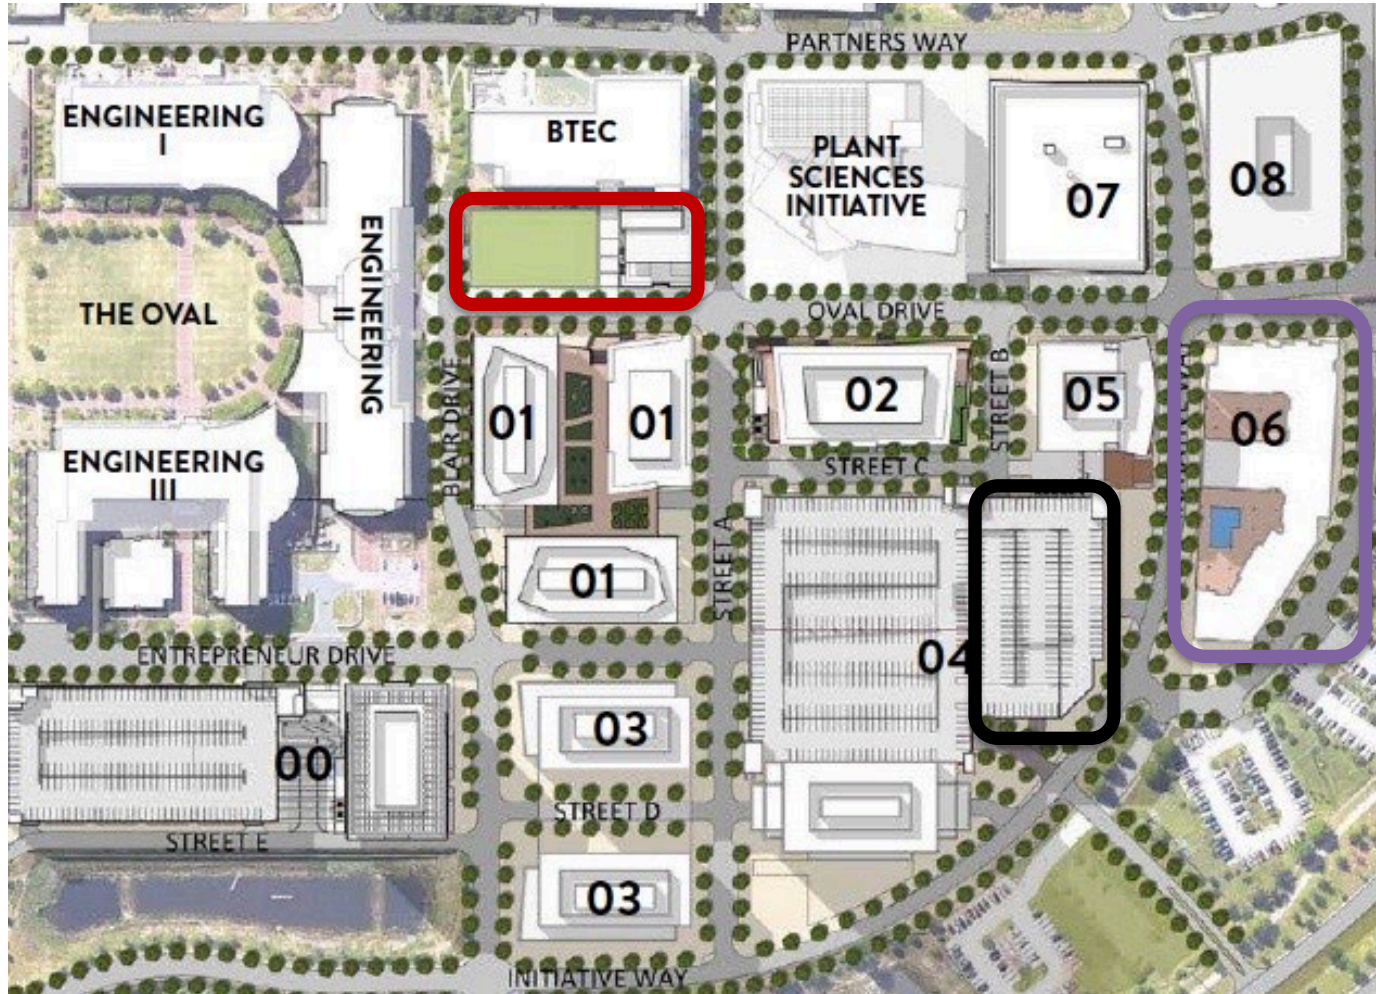 PARTNERS WAY
ENGINEERING
I
BTEC
PLANT
SCIENCES
INITIATIVE
07
08
ENGINEERING
II
THE OVAL
OVAL DRIVE
BLAIR DRIVE
01
01
02
STREET B
05
06
STREET C
ENGINEERING
III
STREET A
01
04
ENTREPRENEUR DRIVE
03
00
STREET D
STREET E
03
INITIATIVE WAY